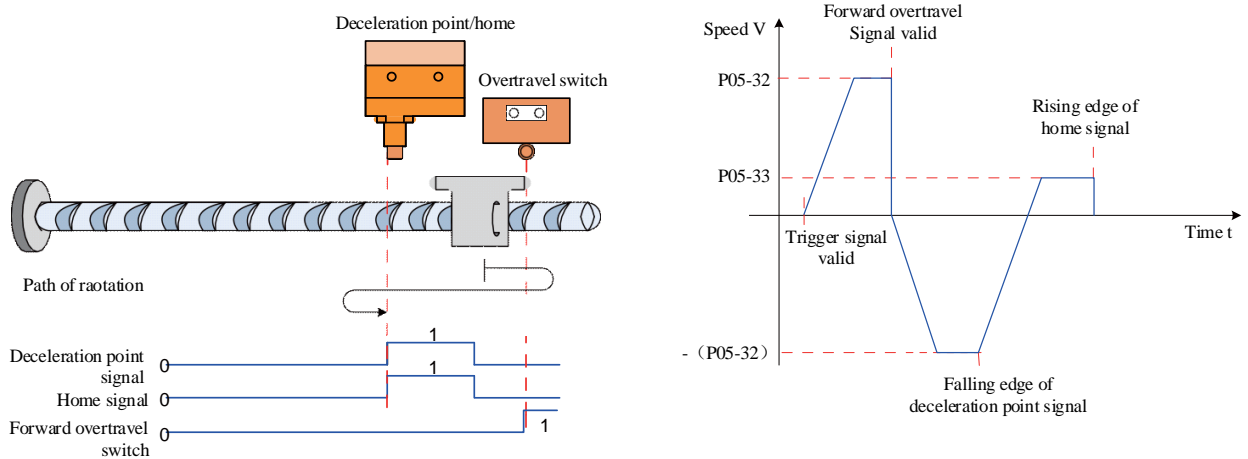 Deceleration point/home
Overtravel switch
Path of raotation
Deceleration point
signal
0
1
Home signal
0
1
Forward overtravel
switch
0
1
Speed V
Forward overtravel
Signal valid
P05-32
Rising edge of
home signal
P05-33
Trigger signal
valid
Time t
-（P05-32）
Falling edge of
deceleration point signal